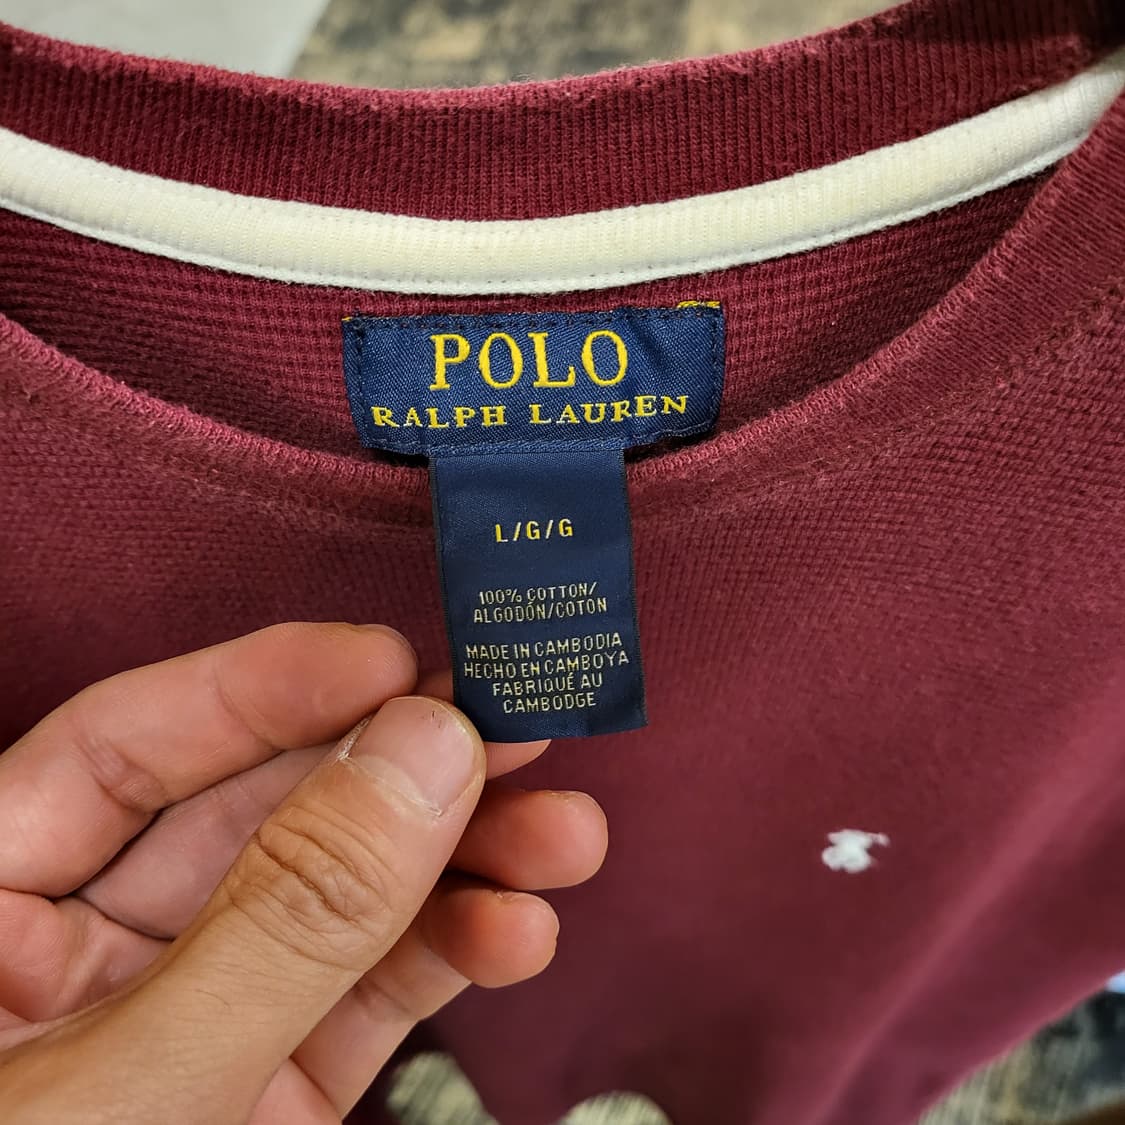 POLO
RALPH LAUREN
L/G/G
100% COTTON/
ALGODÓN/COTON
MADE IN CAMBODIA
HECHO EN CAMBOYA
FABRIQUÉ AU
CAMBODGE